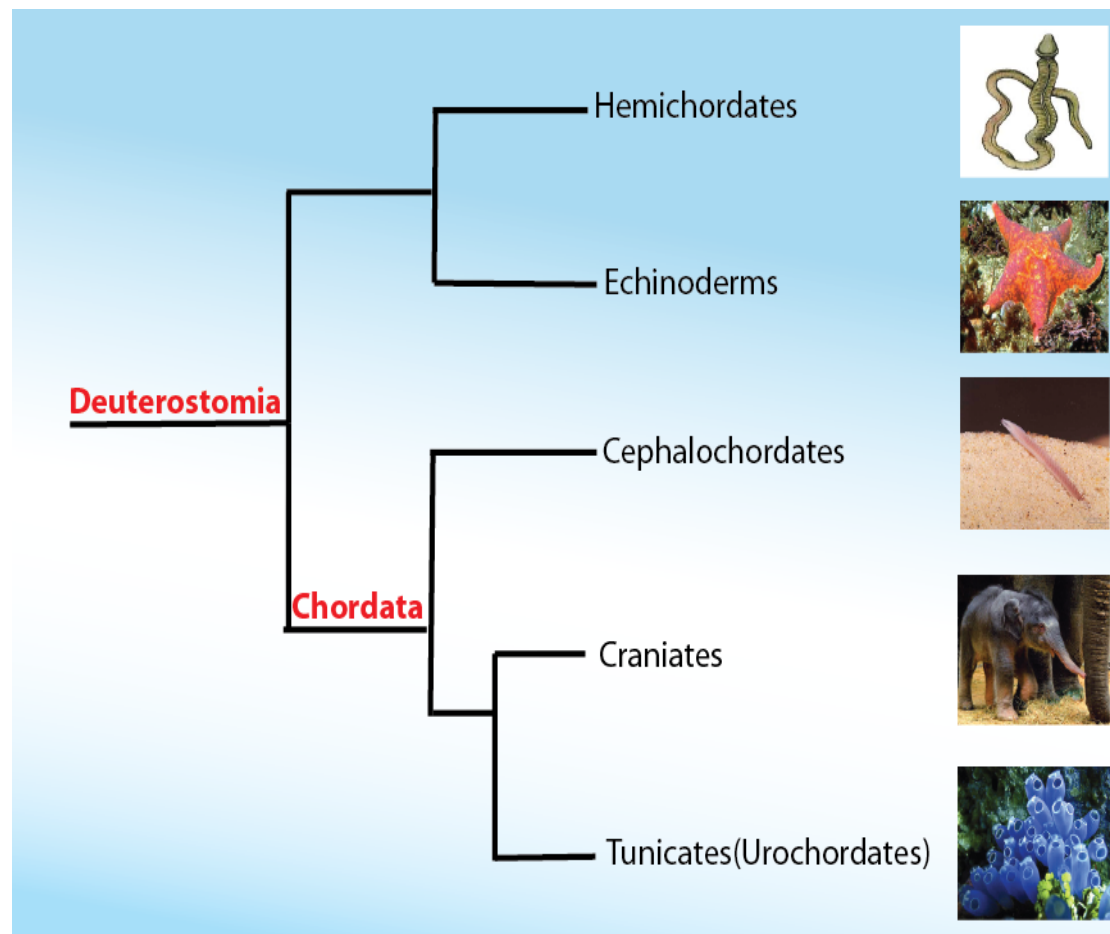 Hemichordates
Echinoderms
Deuterostomia
Cephalochordates
Chordata
Craniates
Tunicates(Urochordates)